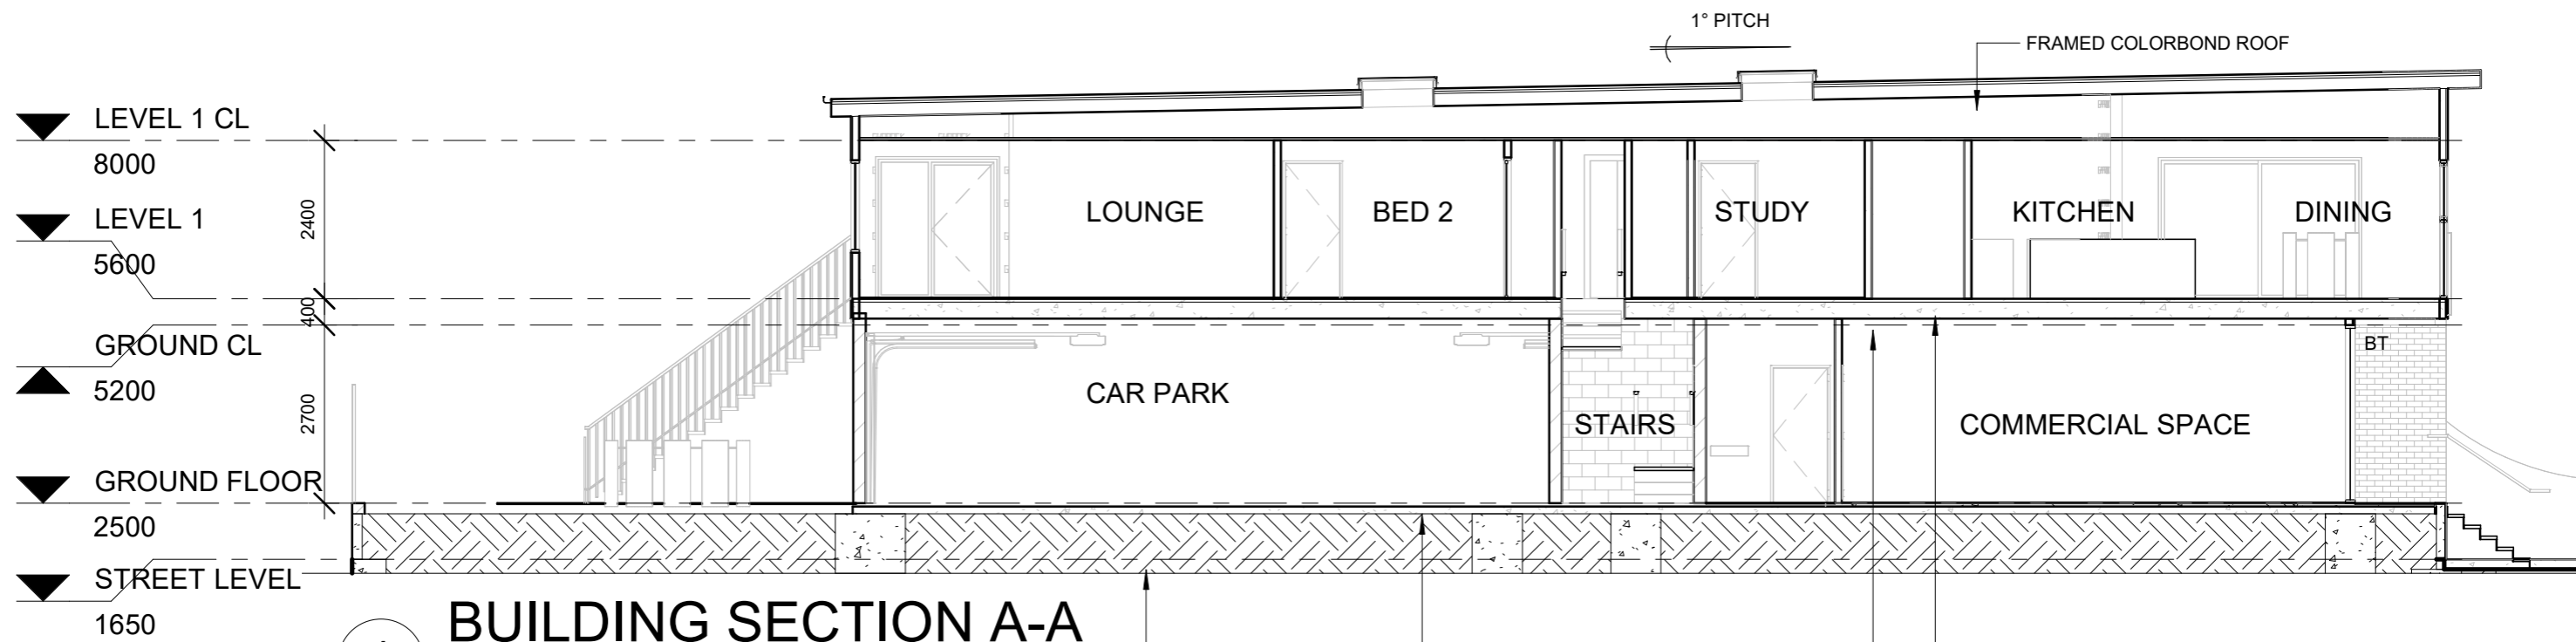 1° PITCH
FRAMED COLORBOND ROOF
LEVEL 1 CL
8000
LEVEL 1
5600
GROUND CL
5200
GROUND FLOOR
2500
STREET LEVEL
1650
2400
400
2700
LOUNGE
BED 2
STUDY
KITCHEN
DINING
CAR PARK
STAIRS
COMMERCIAL SPACE
BT
BUILDING SECTION A-A